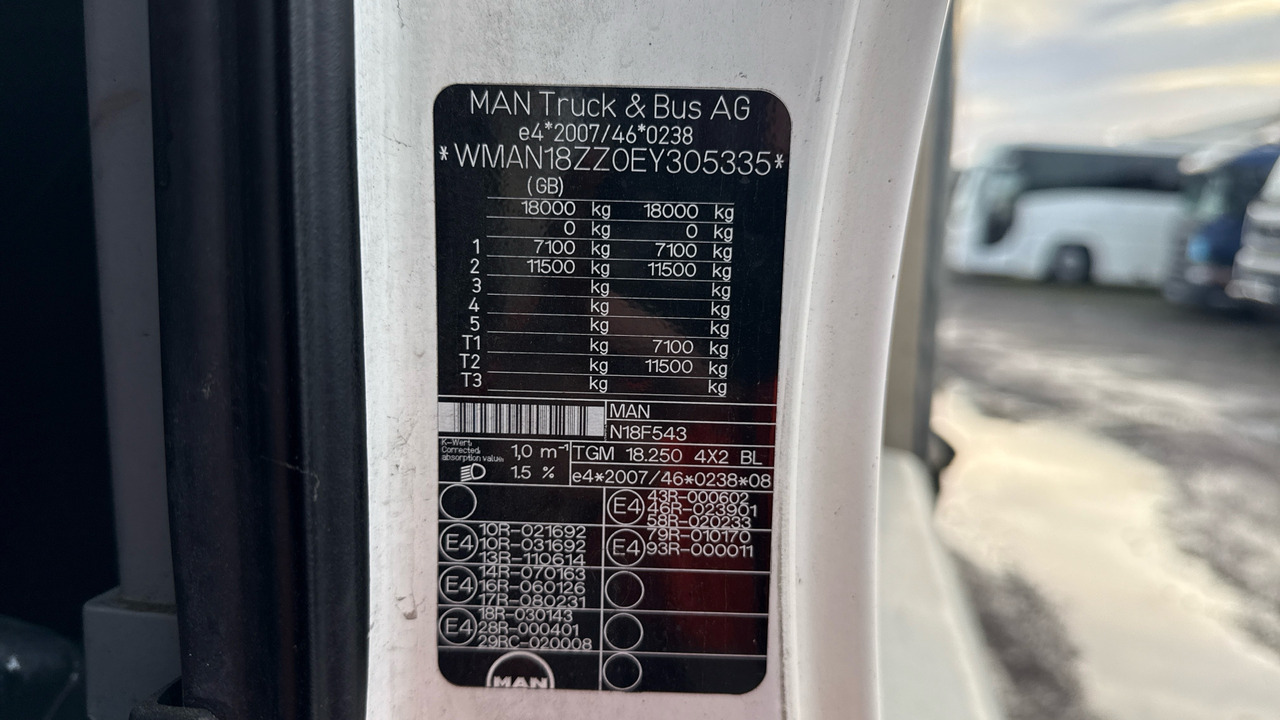 MAN Truck & Bus AG
e4*2007/46*0238
*WMAN18ZZ0EY305335*
(GB)
18000 kg 18000 kg
0 kg 0 kg
1 7100 kg 7100 kg
2 11500 kg 11500 kg
3 kg kg
4 kg kg
5 kg kg
T1 kg 7100 kg
T2 kg 11500 kg
T3 kg kg
MAN
N18F543
K-Wert:
Corrected
absorption value:
1,0 m⁻¹
1.5 %
TGM 18.250 4X2 BL
e4*2007/46*0238*08
E4
10R-021692
10R-031692
13R-110614
E4
14R-070163
16R-060126
17R-080231
E4
18R-030143
28R-000401
29RC-020008
E4
43R-000602
46R-023901
58R-020233
E4
79R-010170
93R-000011
MAN